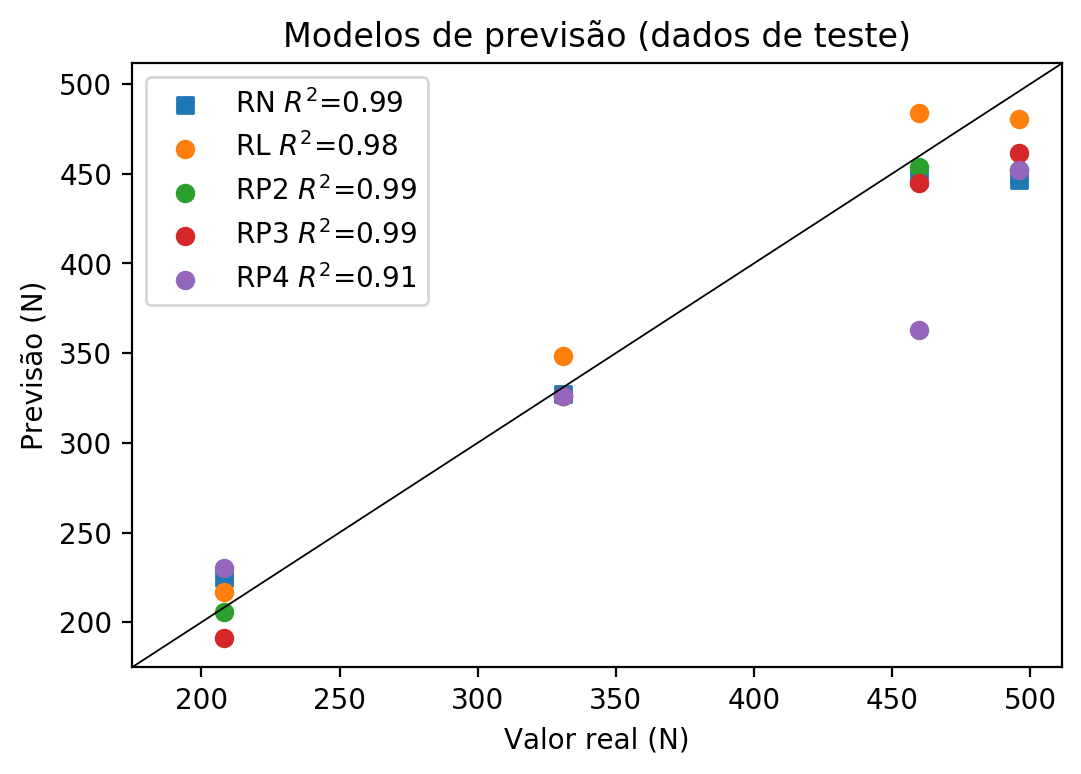 Modelos de previsão (dados de teste)
RN R²=0.99
RL R²=0.98
RP2 R²=0.99
RP3 R²=0.99
RP4 R²=0.91
500
450
400
350
300
250
200
Previsão (N)
200
250
300
350
400
450
500
Valor real (N)